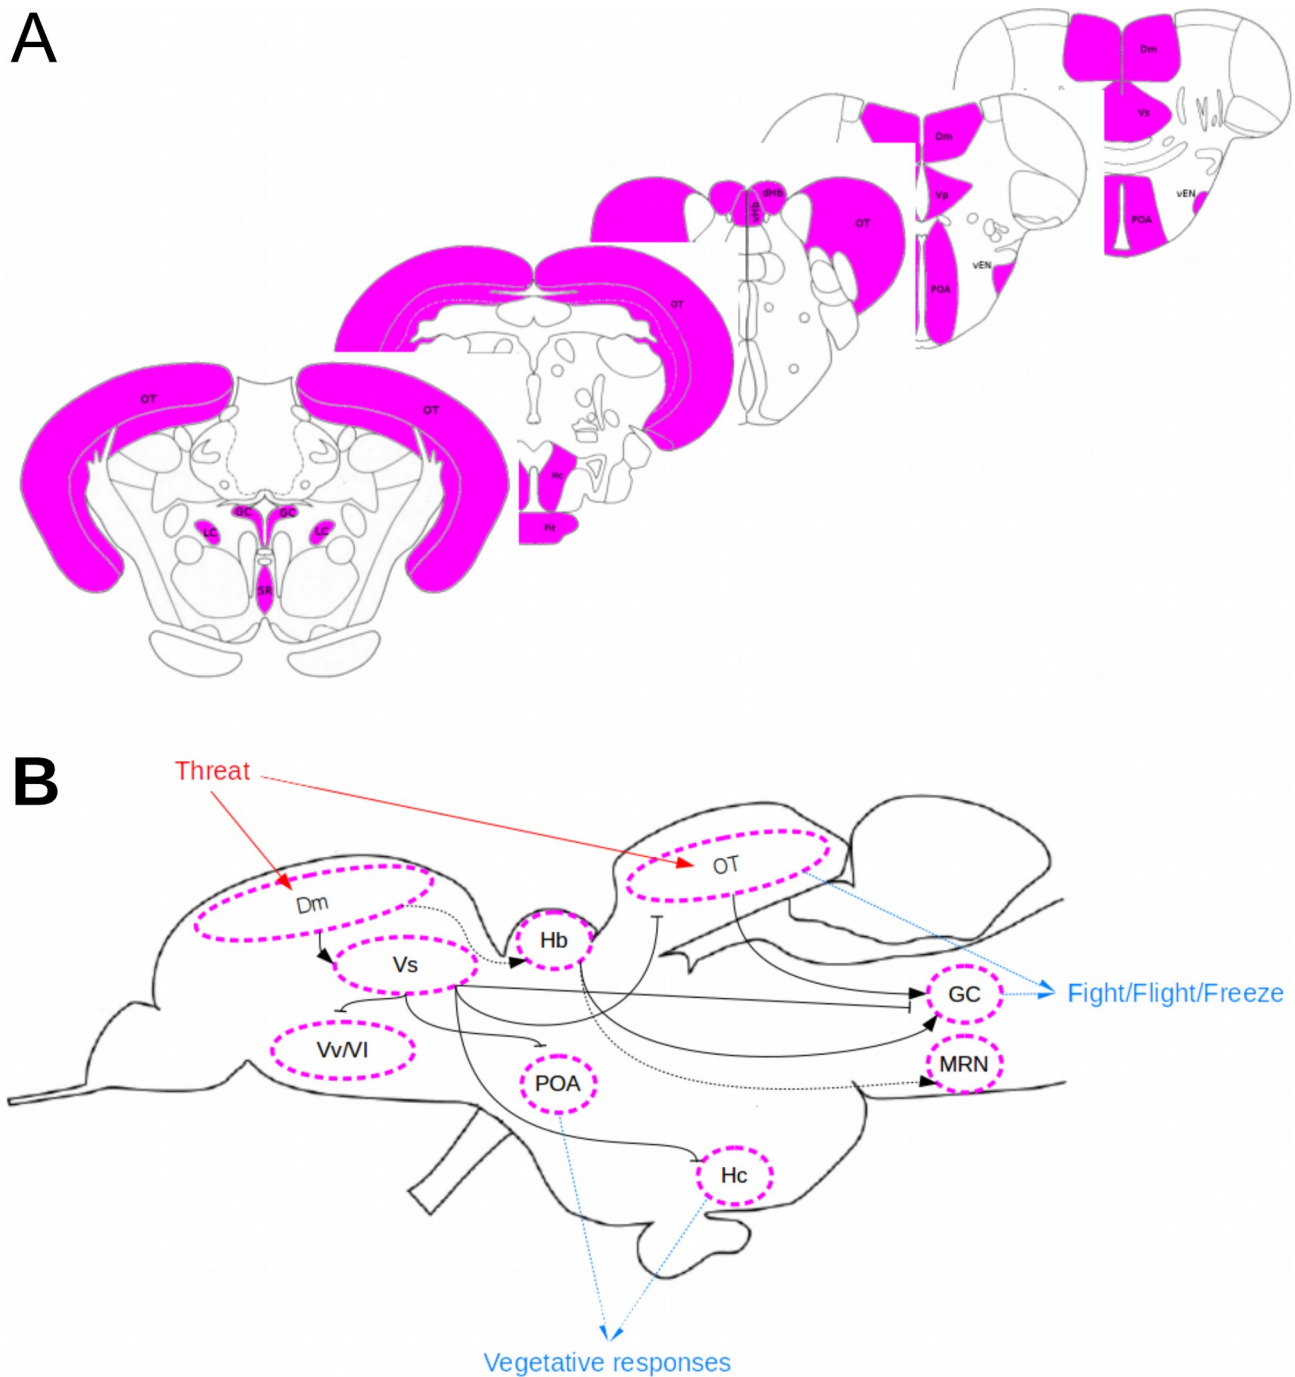 A
Dm
Vs
vEN
POA
Dm
Vp
vEN
POA
dHb
vHb
OT
OT
Hc
Pit
OT
OT
GC
GC
LC
LC
SR
B
Threat
OT
Dm
Hb
Vs
GC
Fight/Flight/Freeze
Vv/Vl
MRN
POA
Hc
Vegetative responses